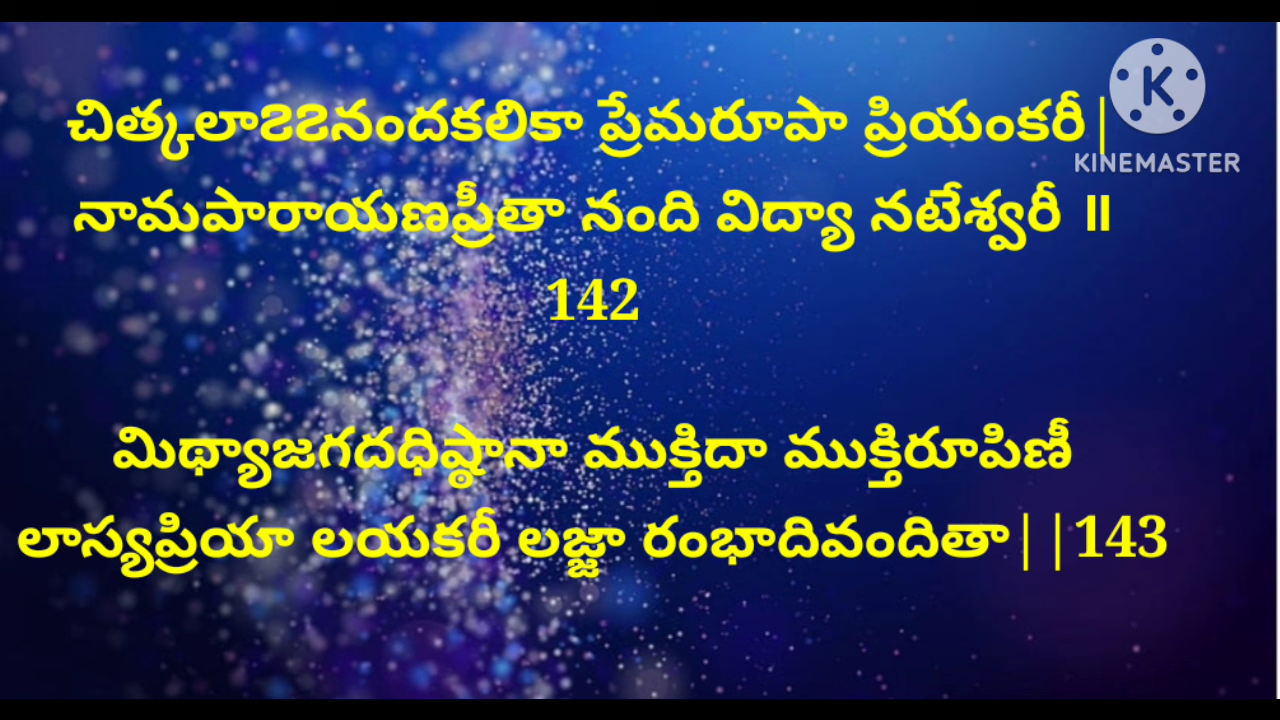 చిత్కలాఽఽనందకలికా ప్రేమరూపా ప్రియంకరీ|
KINEMASTER
నామపారాయణప్రీతా నంది విద్యా నటేశ్వరీ ॥
142
మిథ్యాజగదధిష్ఠానా ముక్తిదా ముక్తిరూపిణీ
లాస్యప్రియా లయకరీ లజ్జా రంభాదివందితా||143